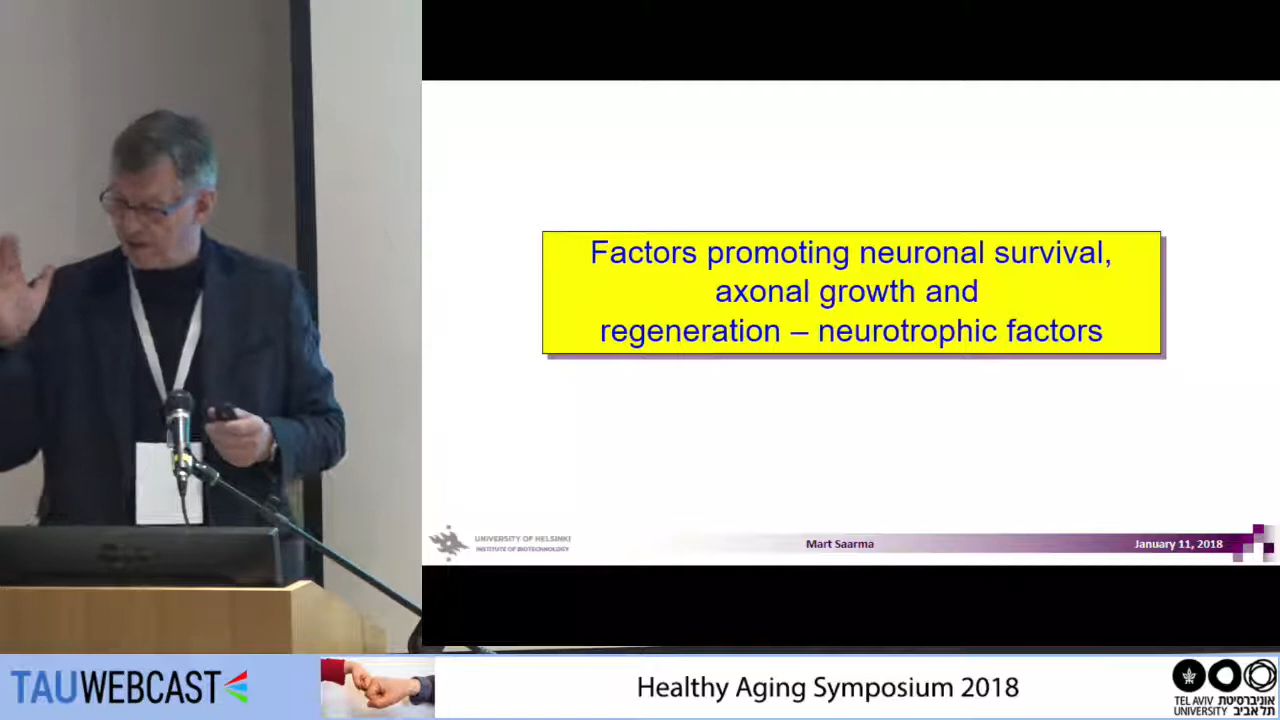 Factors promoting neuronal survival,
axonal growth and
regeneration – neurotrophic factors
UNIVERSITY OF HELSINKI
INSTITUTE OF BIOTECHNOLOGY
Mart Saarma
January 11, 2018
TAUWEBCAST
Healthy Aging Symposium 2018
TEL AVIV אוניברסיטת
UNIVERSITY תל אביב